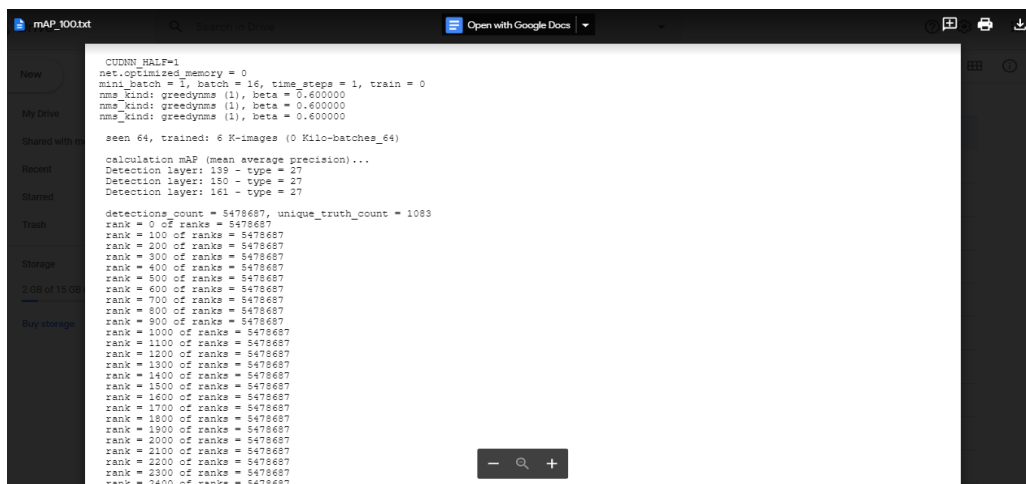 mAP_100.txt
Search in Drive
Open with Google Docs
New
My Drive
Shared with me
Recent
Starred
Trash
Storage
2 GB of 15 GB
Buy storage
CUDNN_HALF=1
net.optimized_memory = 0
mini_batch = 1, batch = 16, time_steps = 1, train = 0
nms_kind: greedynms (1), beta = 0.600000
nms_kind: greedynms (1), beta = 0.600000
nms_kind: greedynms (1), beta = 0.600000
seen 64, trained: 6 K-images (0 Kilo-batches_64)
calculation mAP (mean average precision)...
Detection layer: 139 - type = 27
Detection layer: 150 - type = 27
Detection layer: 161 - type = 27
detections_count = 5478687, unique_truth_count = 1083
rank = 0 of ranks = 5478687
rank = 100 of ranks = 5478687
rank = 200 of ranks = 5478687
rank = 300 of ranks = 5478687
rank = 400 of ranks = 5478687
rank = 500 of ranks = 5478687
rank = 600 of ranks = 5478687
rank = 700 of ranks = 5478687
rank = 800 of ranks = 5478687
rank = 900 of ranks = 5478687
rank = 1000 of ranks = 5478687
rank = 1100 of ranks = 5478687
rank = 1200 of ranks = 5478687
rank = 1300 of ranks = 5478687
rank = 1400 of ranks = 5478687
rank = 1500 of ranks = 5478687
rank = 1600 of ranks = 5478687
rank = 1700 of ranks = 5478687
rank = 1800 of ranks = 5478687
rank = 1900 of ranks = 5478687
rank = 2000 of ranks = 5478687
rank = 2100 of ranks = 5478687
rank = 2200 of ranks = 5478687
rank = 2300 of ranks = 5478687
rank = 2400 of ranks = 5478687